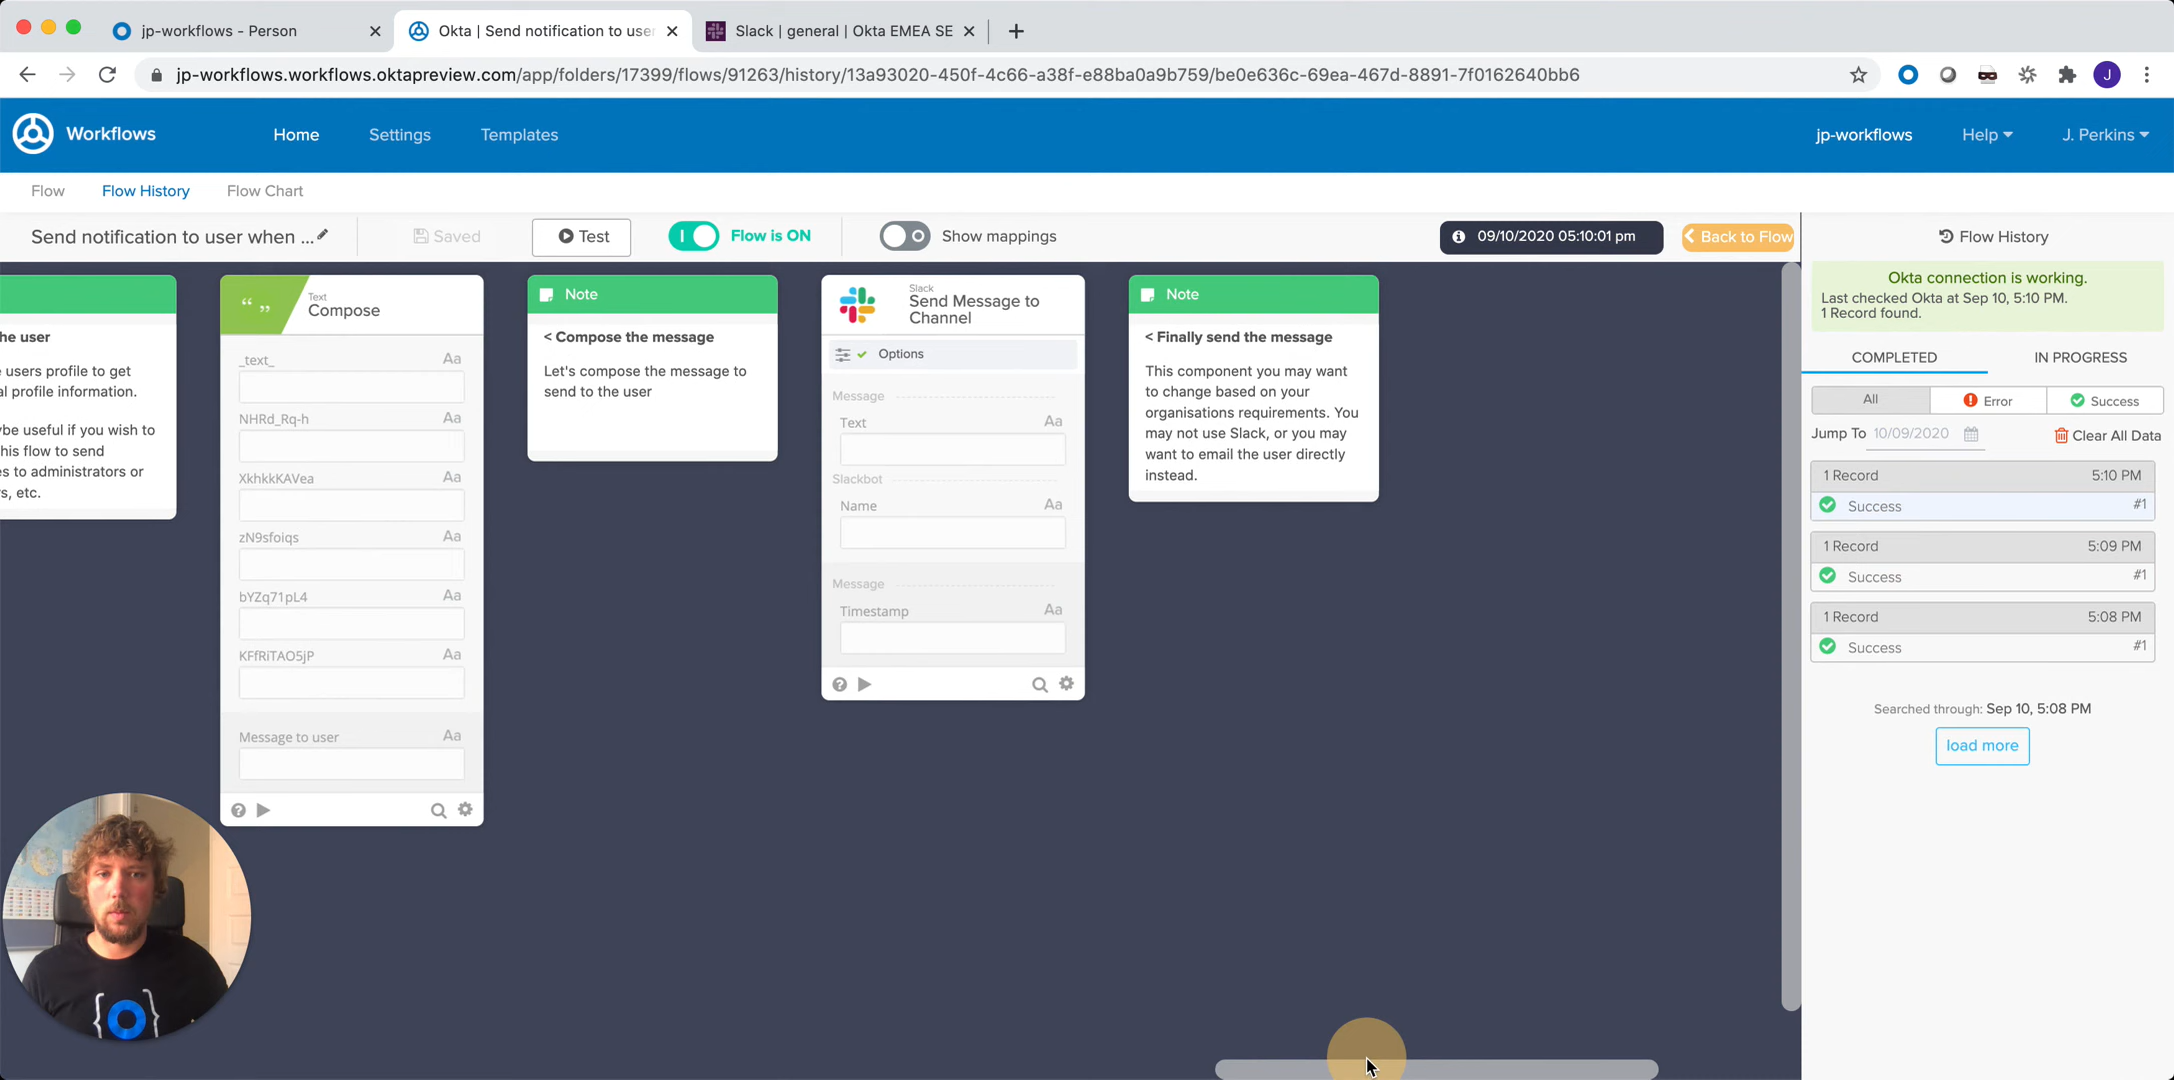 jp-workflows - Person
Okta | Send notification to use
Slack | general | Okta EMEA SE
jp-workflows.workflows.oktapreview.com/app/folders/17399/flows/91263/history/13a93020-450f-4c66-a38f-e88ba0a9b759/be0e636c-69ea-467d-8891-7f0162640bb6
J
Workflows
Home
Settings
Templates
jp-workflows
Help
J. Perkins
Flow
Flow History
Flow Chart
Send notification to user when ...
Saved
Test
Flow is ON
Show mappings
09/10/2020 05:10:01 pm
Back to Flow
Flow History
he user
users profile to get
al profile information.
be useful if you wish to
his flow to send
es to administrators or
s, etc.
Text
Compose
_text_ Aa
NHRd_Rq-h Aa
XkhkkKAVea Aa
zN9sfoiqs Aa
bYZq71pL4 Aa
KFfRiTAO5jP Aa
Message to user Aa
Note
< Compose the message
Let's compose the message to
send to the user
Slack
Send Message to
Channel
Options
Message
Text Aa
Slackbot
Name Aa
Message
Timestamp Aa
Note
< Finally send the message
This component you may want
to change based on your
organisations requirements. You
may not use Slack, or you may
want to email the user directly
instead.
Okta connection is working.
Last checked Okta at Sep 10, 5:10 PM.
1 Record found.
COMPLETED
IN PROGRESS
All
Error
Success
Jump To 10/09/2020
Clear All Data
1 Record 5:10 PM
Success #1
1 Record 5:09 PM
Success #1
1 Record 5:08 PM
Success #1
Searched through: Sep 10, 5:08 PM
load more